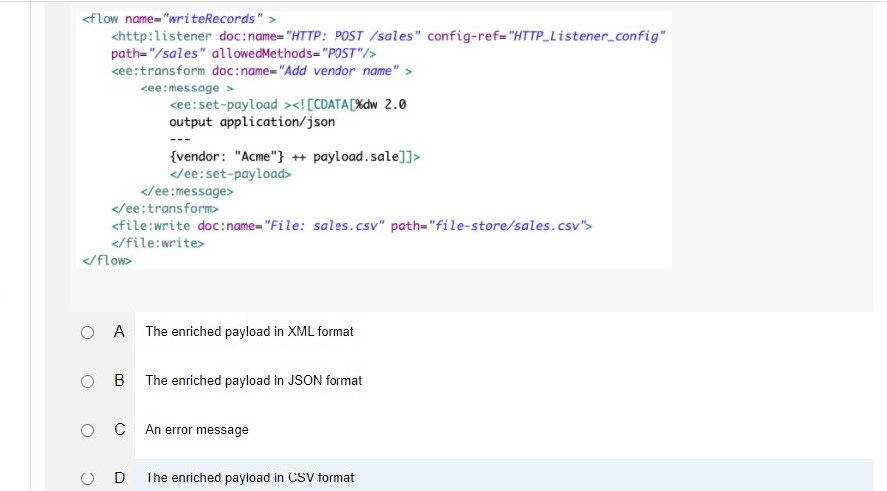 <flow name="writeRecords" >
<http:listener doc:name="HTTP: POST /sales" config-ref="HTTP_Listener_config"
path="/sales" allowedMethods="POST"/>
<ee:transform doc:name="Add vendor name" >
<ee:message >
<ee:set-payload ><![CDATA[%dw 2.0
output application/json
---
{vendor: "Acme"} ++ payload.sale]]>
</ee:set-payload>
</ee:message>
</ee:transform>
<file:write doc:name="File: sales.csv" path="file-store/sales.csv">
</file:write>
</flow>
A The enriched payload in XML format
B The enriched payload in JSON format
C An error message
D The enriched payload in CSV format